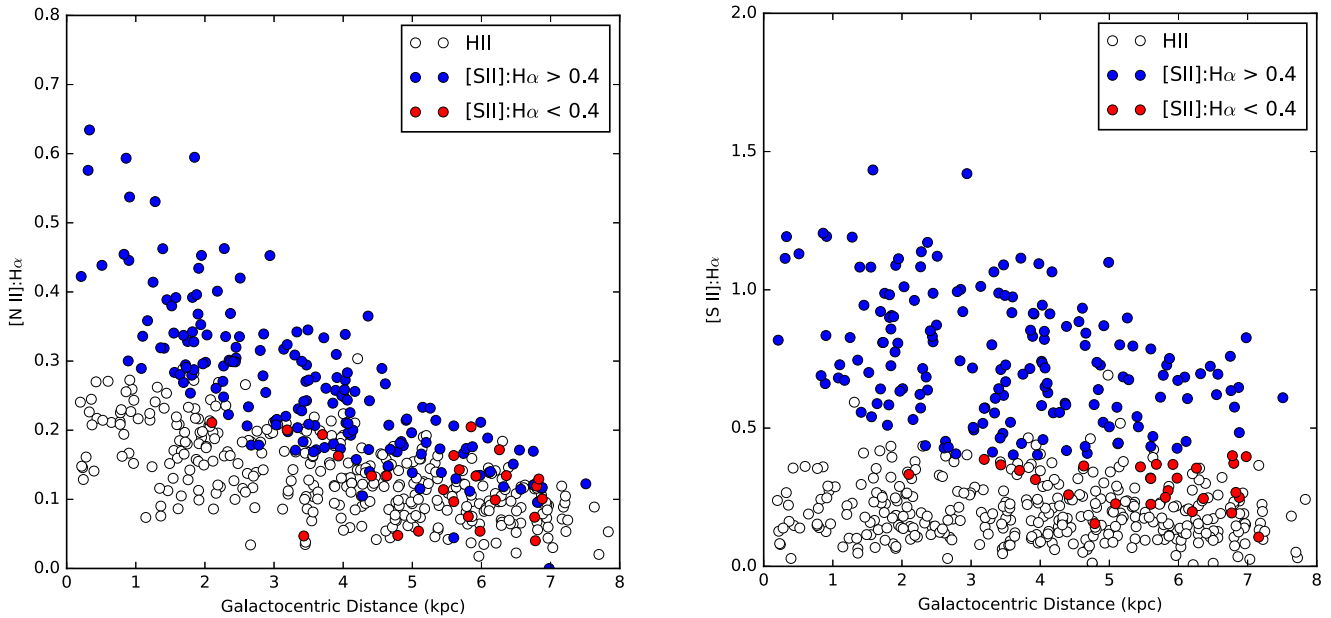 0.8
0.7
0.6
0.5
0.4
0.3
0.2
0.1
0.0
[N II]:Hα
0 1 2 3 4 5 6 7 8
Galactocentric Distance (kpc)
HII
[SII]:Hα > 0.4
[SII]:Hα < 0.4
2.0
1.5
1.0
0.5
0.0
[S II]:Hα
0 1 2 3 4 5 6 7 8
Galactocentric Distance (kpc)
HII
[SII]:Hα > 0.4
[SII]:Hα < 0.4